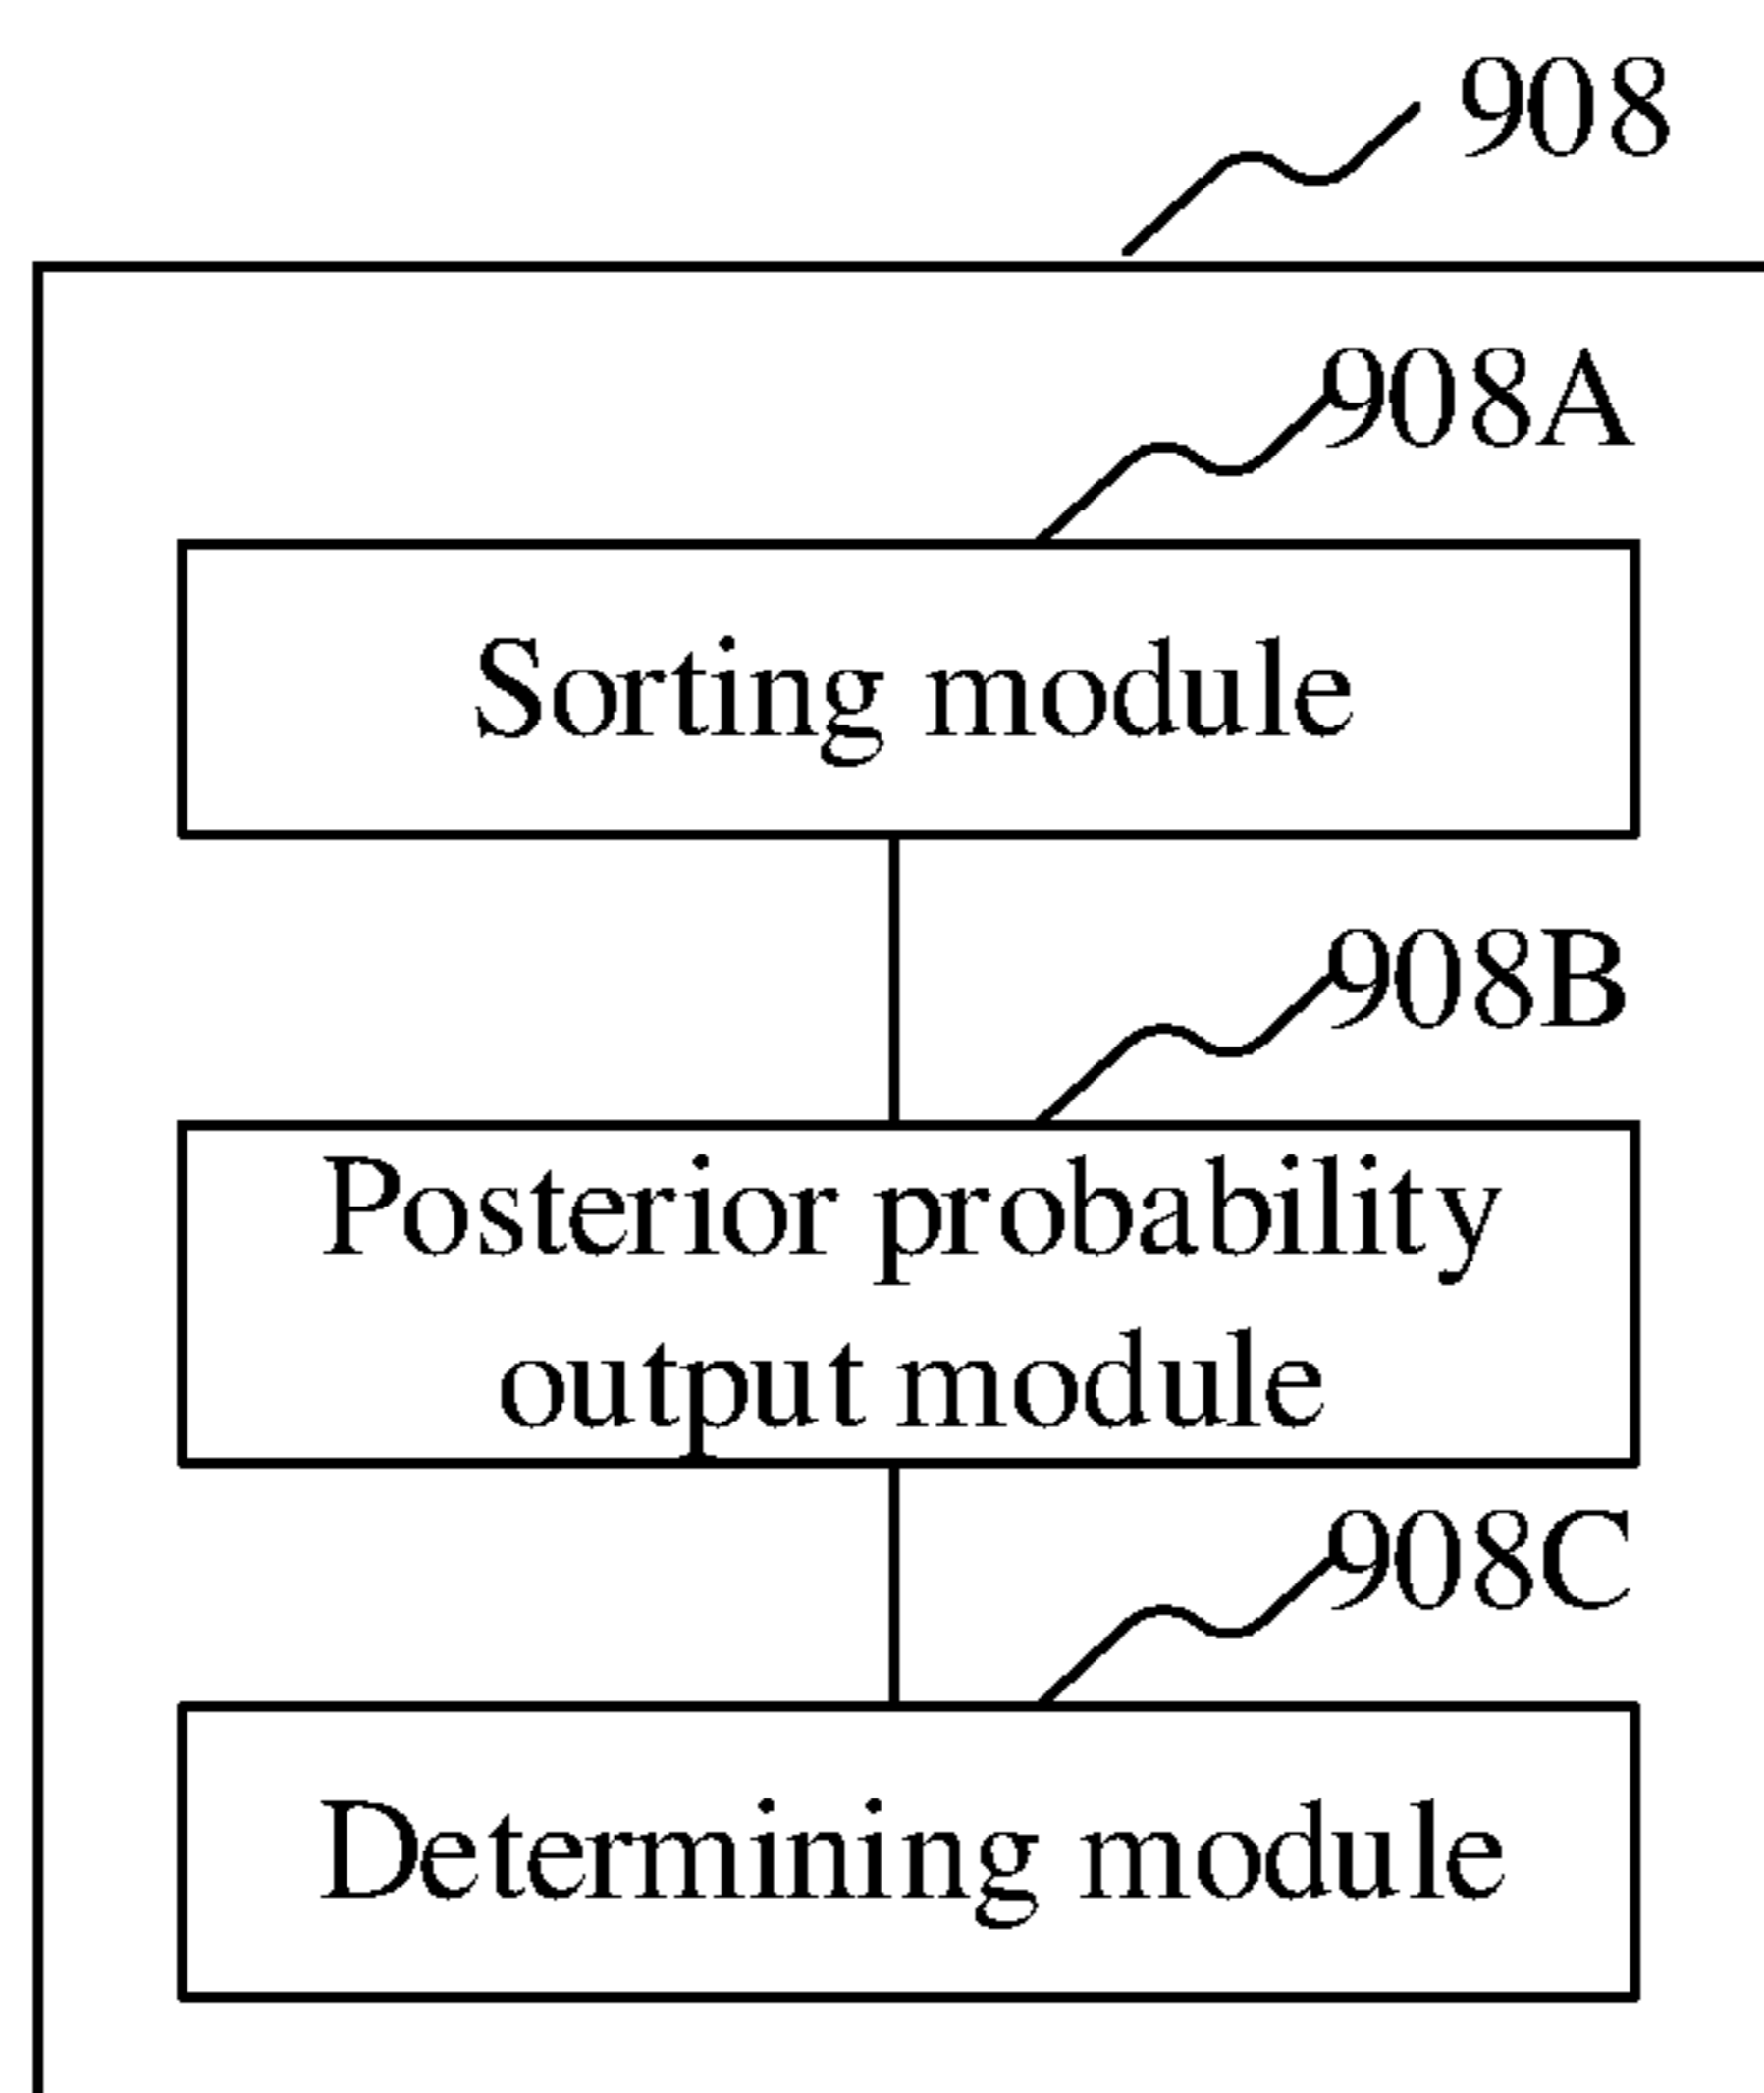 908
908A
Sorting module
908B
Posterior probability
output module
908C
Determining module